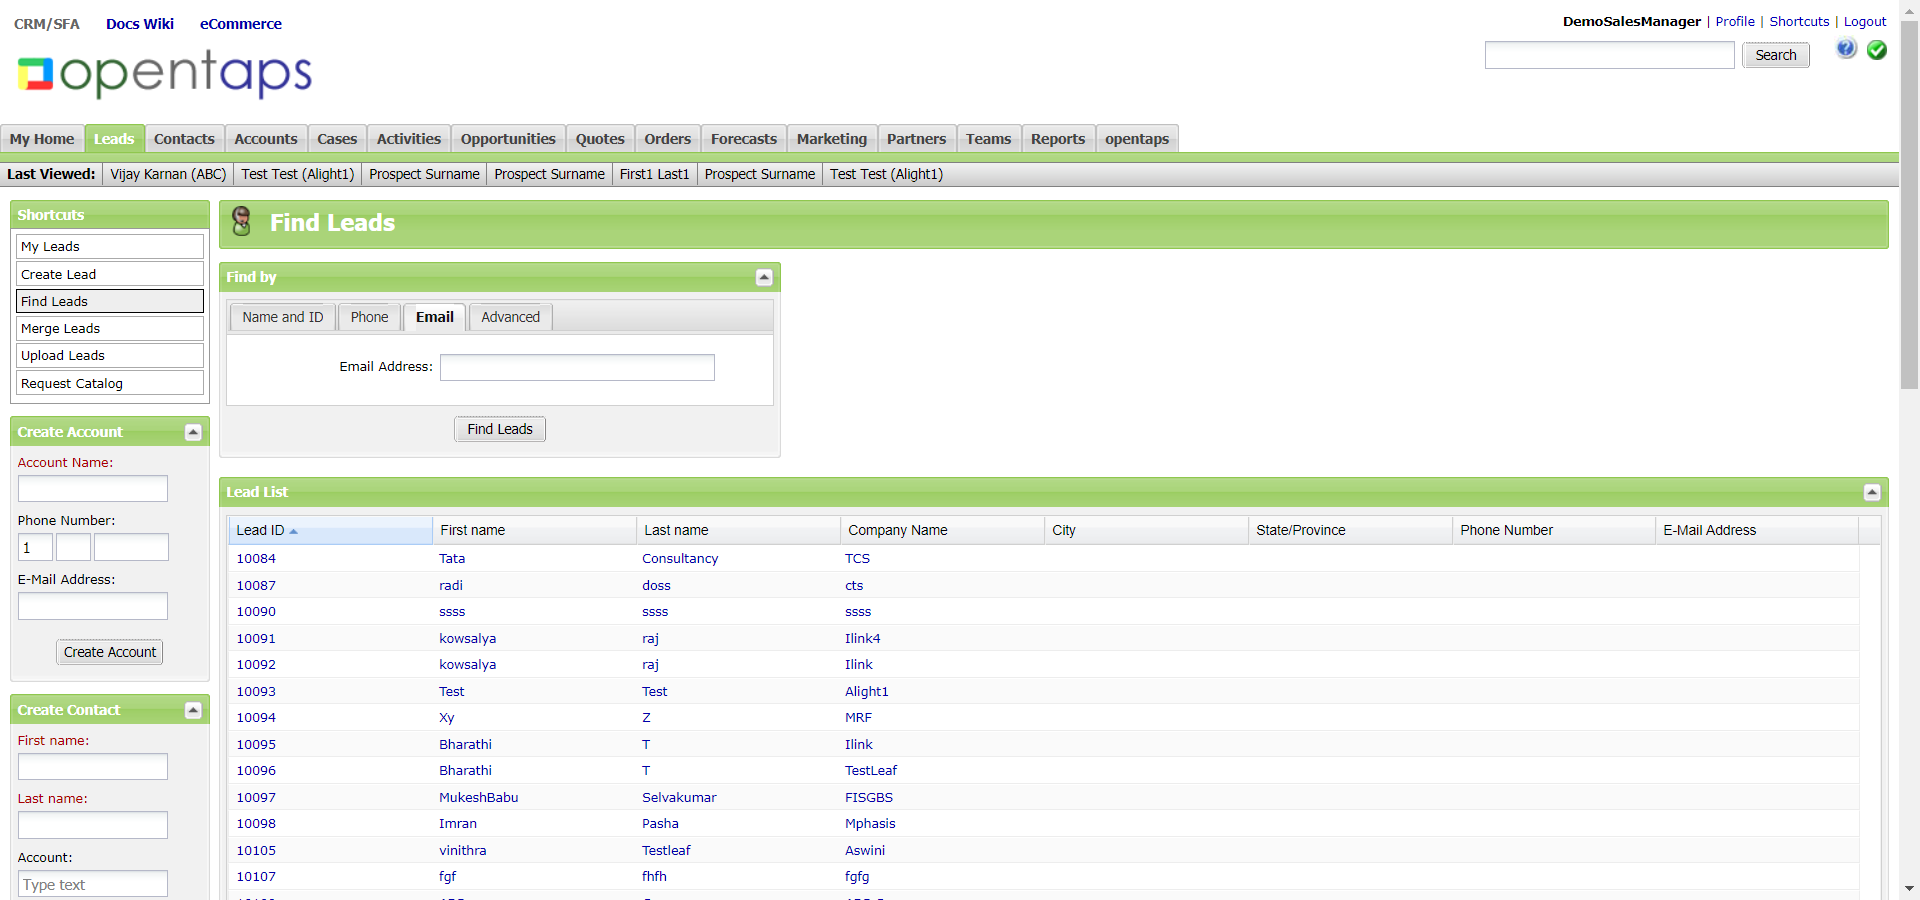 CRM/SFA Docs Wiki eCommerce
DemoSalesManager | Profile | Shortcuts | Logout
opentaps
Search
My Home Leads Contacts Accounts Cases Activities Opportunities Quotes Orders Forecasts Marketing Partners Teams Reports opentaps
Last Viewed: Vijay Karnan (ABC) Test Test (Alight1) Prospect Surname Prospect Surname First1 Last1 Prospect Surname Test Test (Alight1)
Shortcuts
My Leads
Create Lead
Find Leads
Merge Leads
Upload Leads
Request Catalog
Create Account
Account Name:
Phone Number:
1
E-Mail Address:
Create Account
Create Contact
First name:
Last name:
Account:
Type text
Find Leads
Find by
Name and ID Phone Email Advanced
Email Address:
Find Leads
Lead List
Lead ID First name Last name Company Name City State/Province Phone Number E-Mail Address
10084 Tata Consultancy TCS
10087 radi doss cts
10090 ssss ssss ssss
10091 kowsalya raj Ilink4
10092 kowsalya raj Ilink
10093 Test Test Alight1
10094 Xy Z MRF
10095 Bharathi T Ilink
10096 Bharathi T TestLeaf
10097 MukeshBabu Selvakumar FISGBS
10098 Imran Pasha Mphasis
10105 vinithra Testleaf Aswini
10107 fgf fhfh fgfg